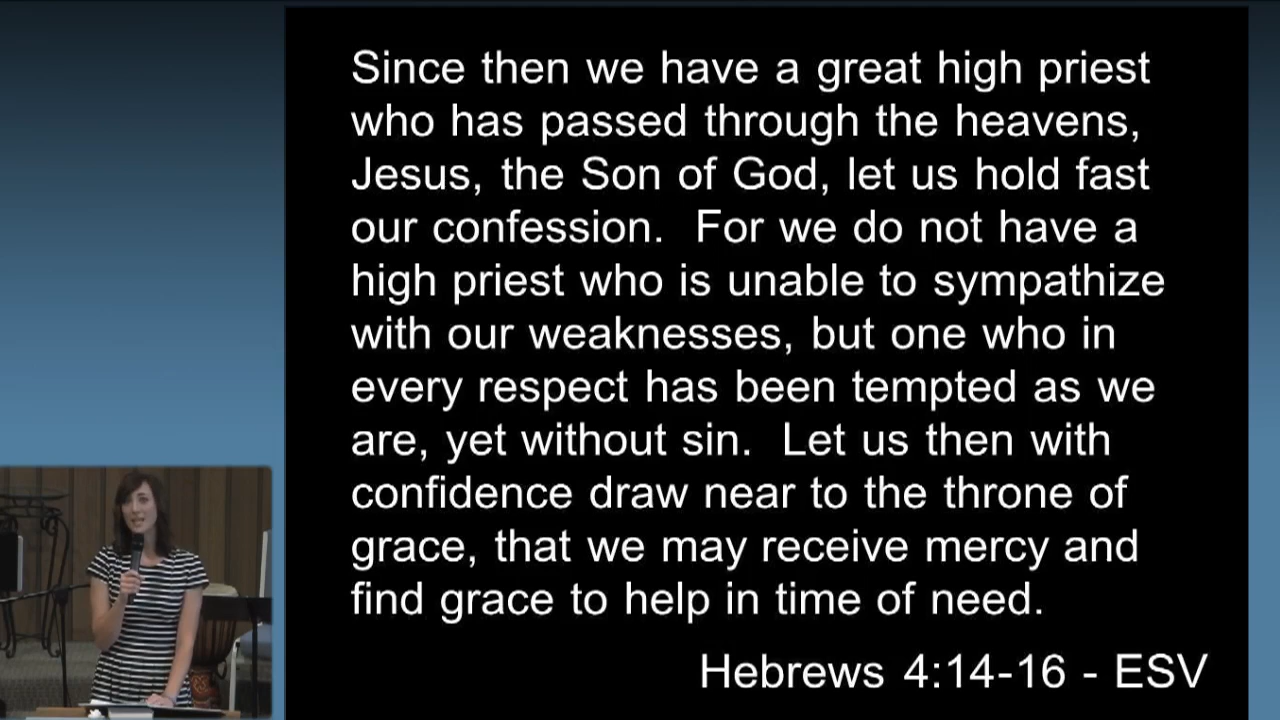 Since then we have a great high priest
who has passed through the heavens,
Jesus, the Son of God, let us hold fast
our confession.  For we do not have a
high priest who is unable to sympathize
with our weaknesses, but one who in
every respect has been tempted as we
are, yet without sin.  Let us then with
confidence draw near to the throne of
grace, that we may receive mercy and
find grace to help in time of need.
Hebrews 4:14-16 - ESV